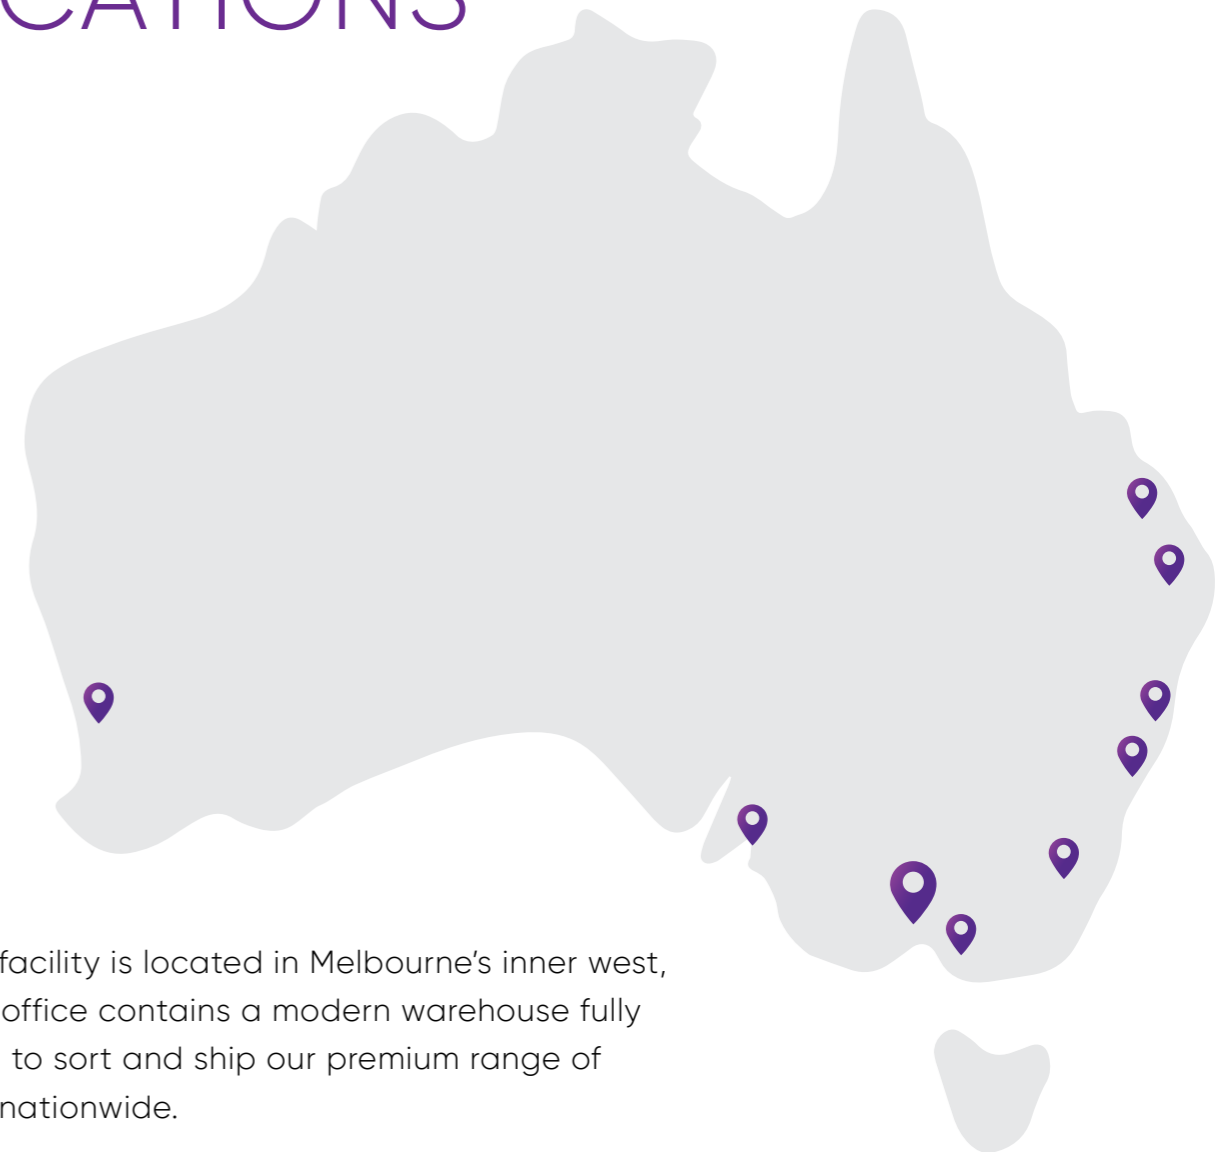 CATIONS
facility is located in Melbourne’s inner west,
office contains a modern warehouse fully
to sort and ship our premium range of
nationwide.